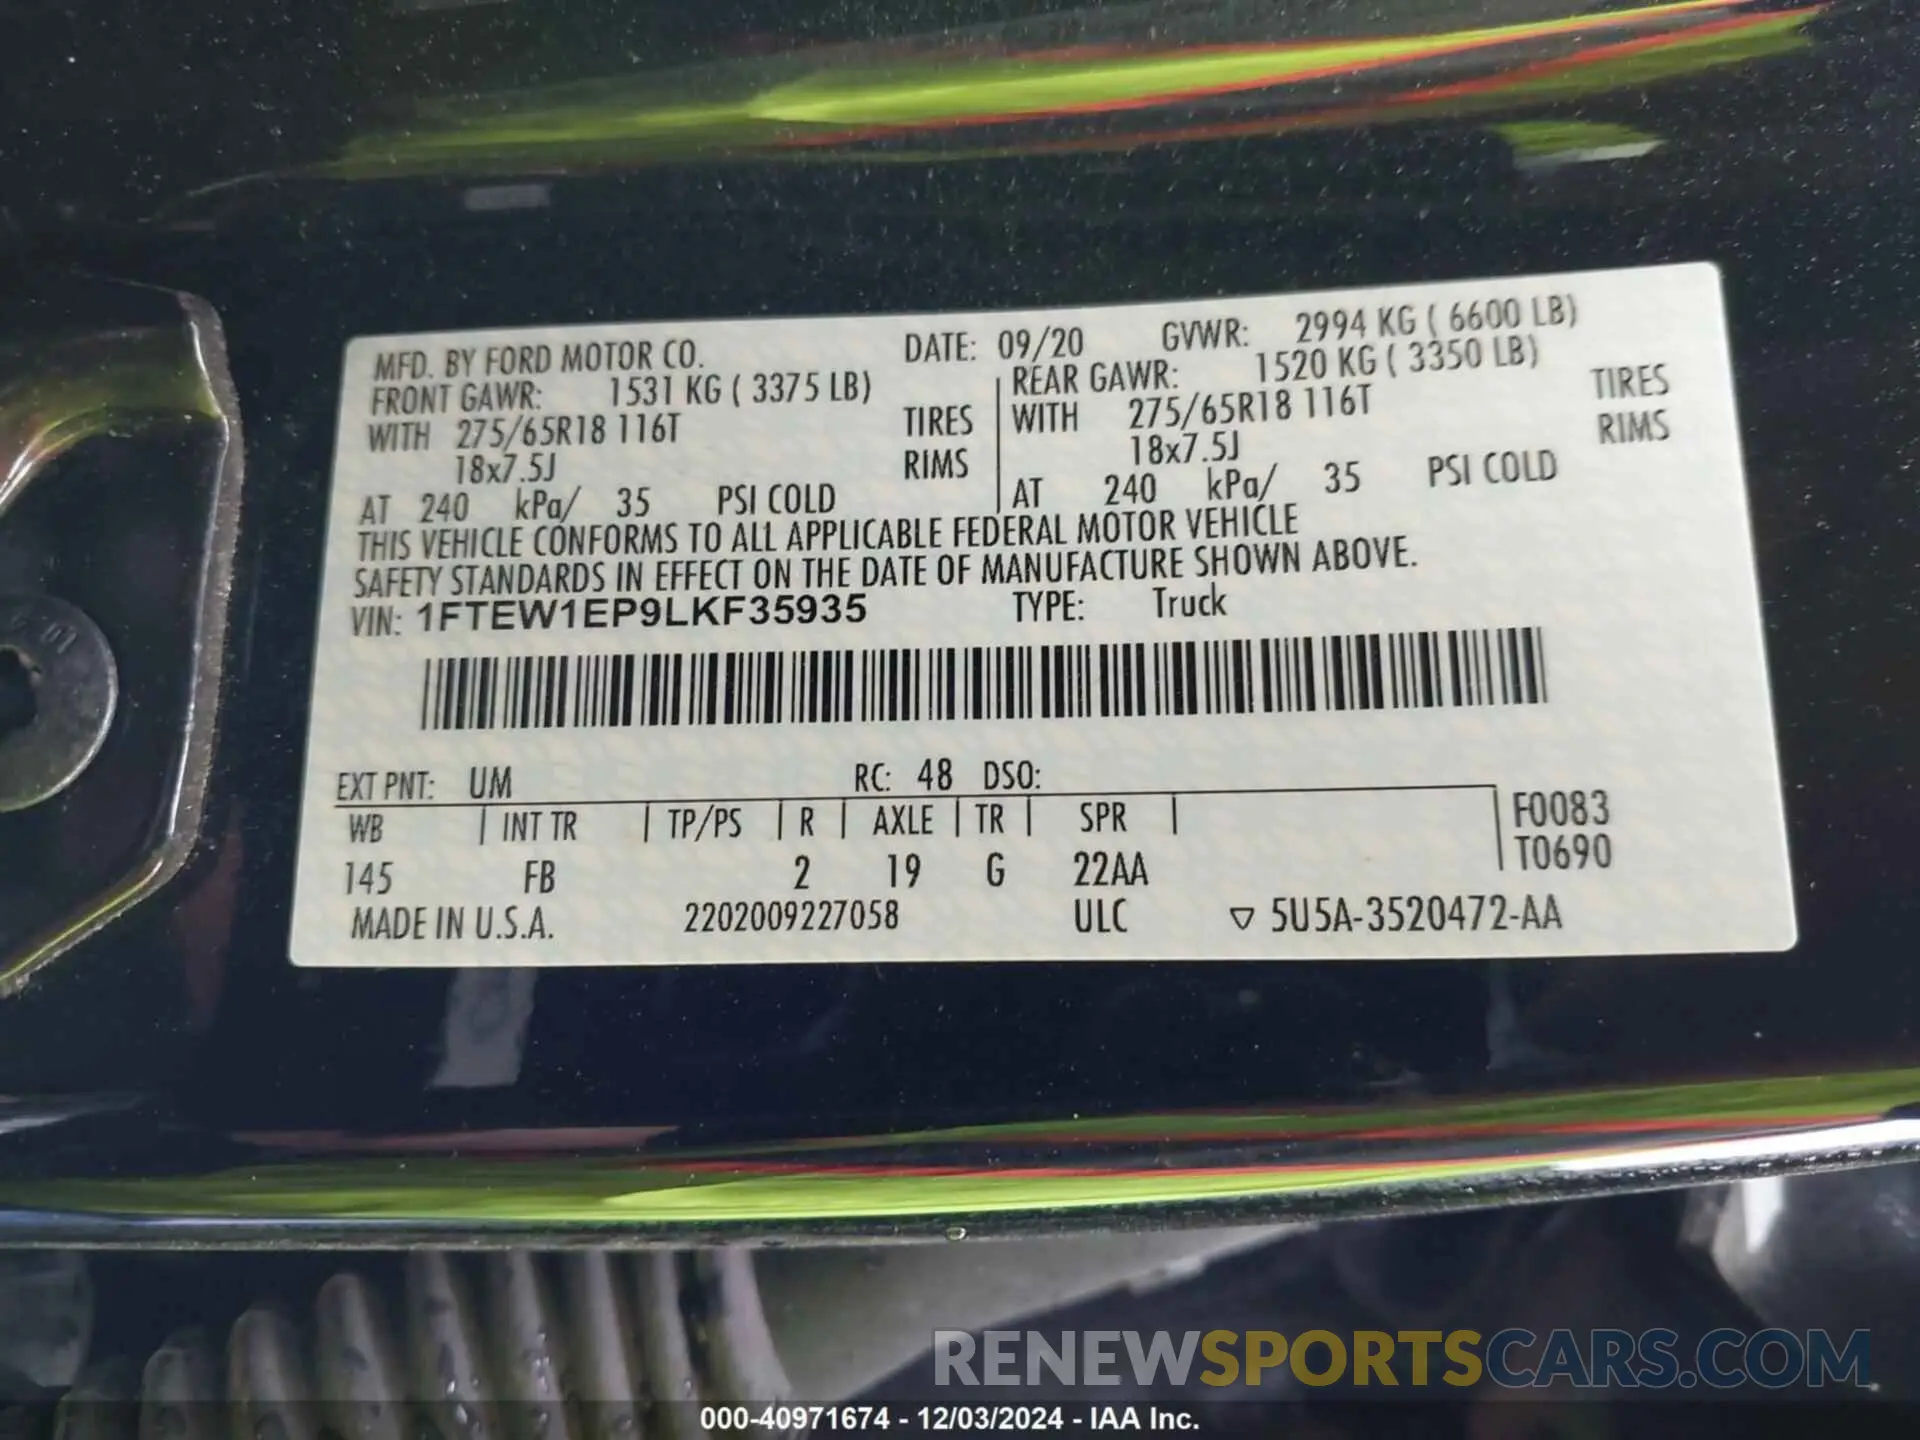 MFD. BY FORD MOTOR CO. DATE: 09/20 GVWR: 2994 KG ( 6600 LB)
FRONT GAWR: 1531 KG ( 3375 LB) REAR GAWR: 1520 KG ( 3350 LB)
WITH 275/65R18 116T TIRES WITH 275/65R18 116T TIRES
18x7.5J RIMS 18x7.5J RIMS
AT 240 kPa/ 35 PSI COLD AT 240 kPa/ 35 PSI COLD
THIS VEHICLE CONFORMS TO ALL APPLICABLE FEDERAL MOTOR VEHICLE
SAFETY STANDARDS IN EFFECT ON THE DATE OF MANUFACTURE SHOWN ABOVE.
VIN: 1FTEW1EP9LKF35935 TYPE: Truck
EXT PNT: UM RC: 48 DSO:
WB INT TR TP/PS R AXLE TR SPR F0083
T0690
145 FB 2 19 G 22AA
MADE IN U.S.A. 2202009227058 ULC ▽ 5U5A-3520472-AA
RENEWSPORTSCARS.COM
000-40971674 - 12/03/2024 - IAA Inc.